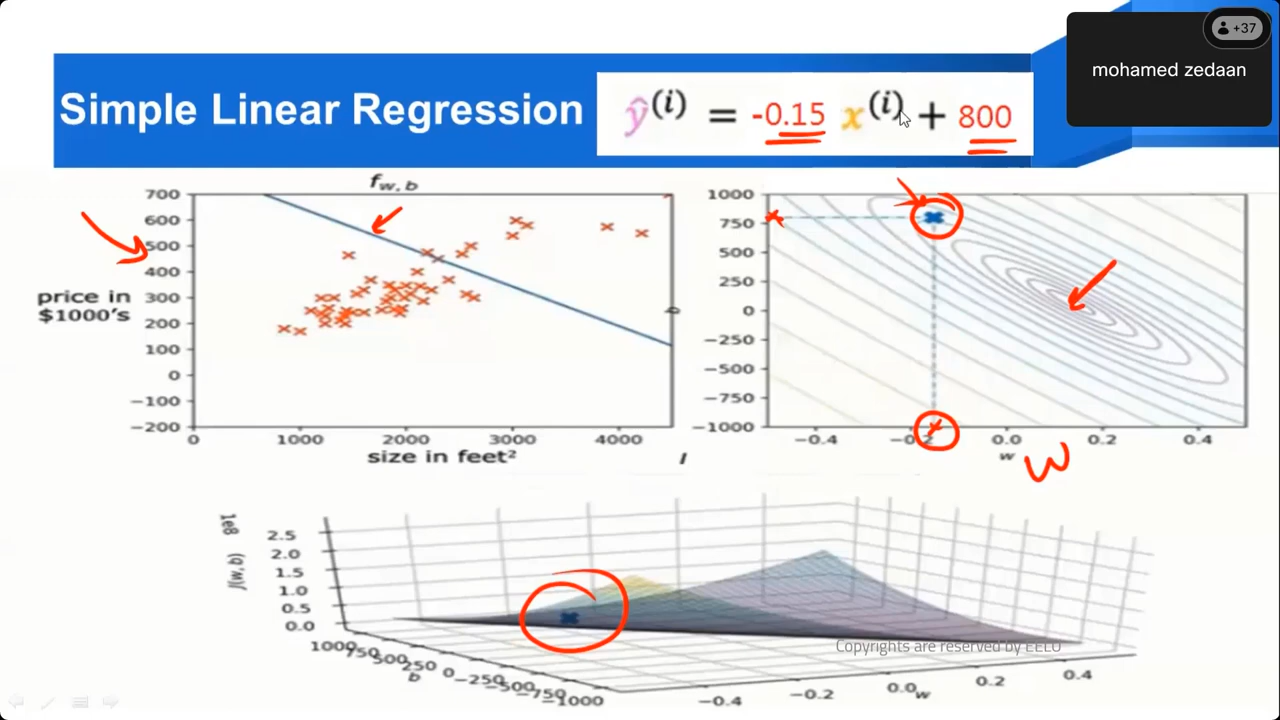 +37
mohamed zedaan
Simple Linear Regression
ŷ(i) = -0.15 x(i) + 800
f w, b
700
600
500
400
300
200
100
0
−100
−200
price in
$1000's
0 1000 2000 3000 4000
size in feet²
1000
750
500
250
0
−250
−500
−750
−1000
b
−0.4 −0.2 0.0 0.2 0.4
w
W
1e8
J(w, b)
2.5
2.0
1.5
1.0
0.5
0.0
1000 750 500 250 0 −250 −500 −750 −1000
b
−0.4 −0.2 0.0 0.2 0.4
w
Copyrights are reserved by EELU